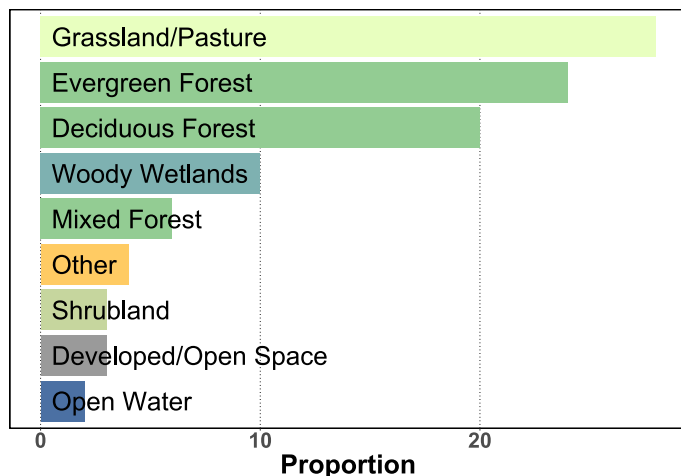 Grassland/Pasture
Evergreen Forest
Deciduous Forest
Woody Wetlands
Mixed Forest
Other
Shrubland
Developed/Open Space
Open Water
0 10 20
Proportion